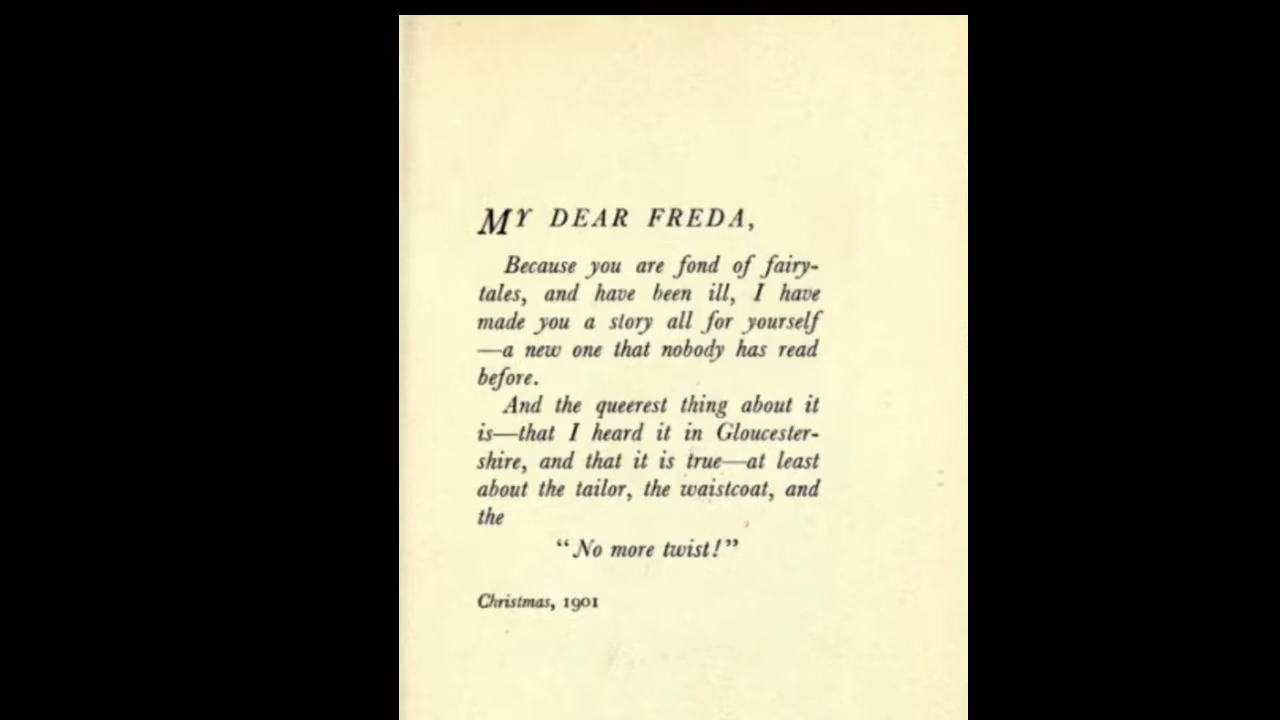 MY DEAR FREDA,
Because you are fond of fairy-
tales, and have been ill, I have
made you a story all for yourself
—a new one that nobody has read
before.
And the queerest thing about it
is—that I heard it in Gloucester-
shire, and that it is true—at least
about the tailor, the waistcoat, and
the
“No more twist!”
Christmas, 1901